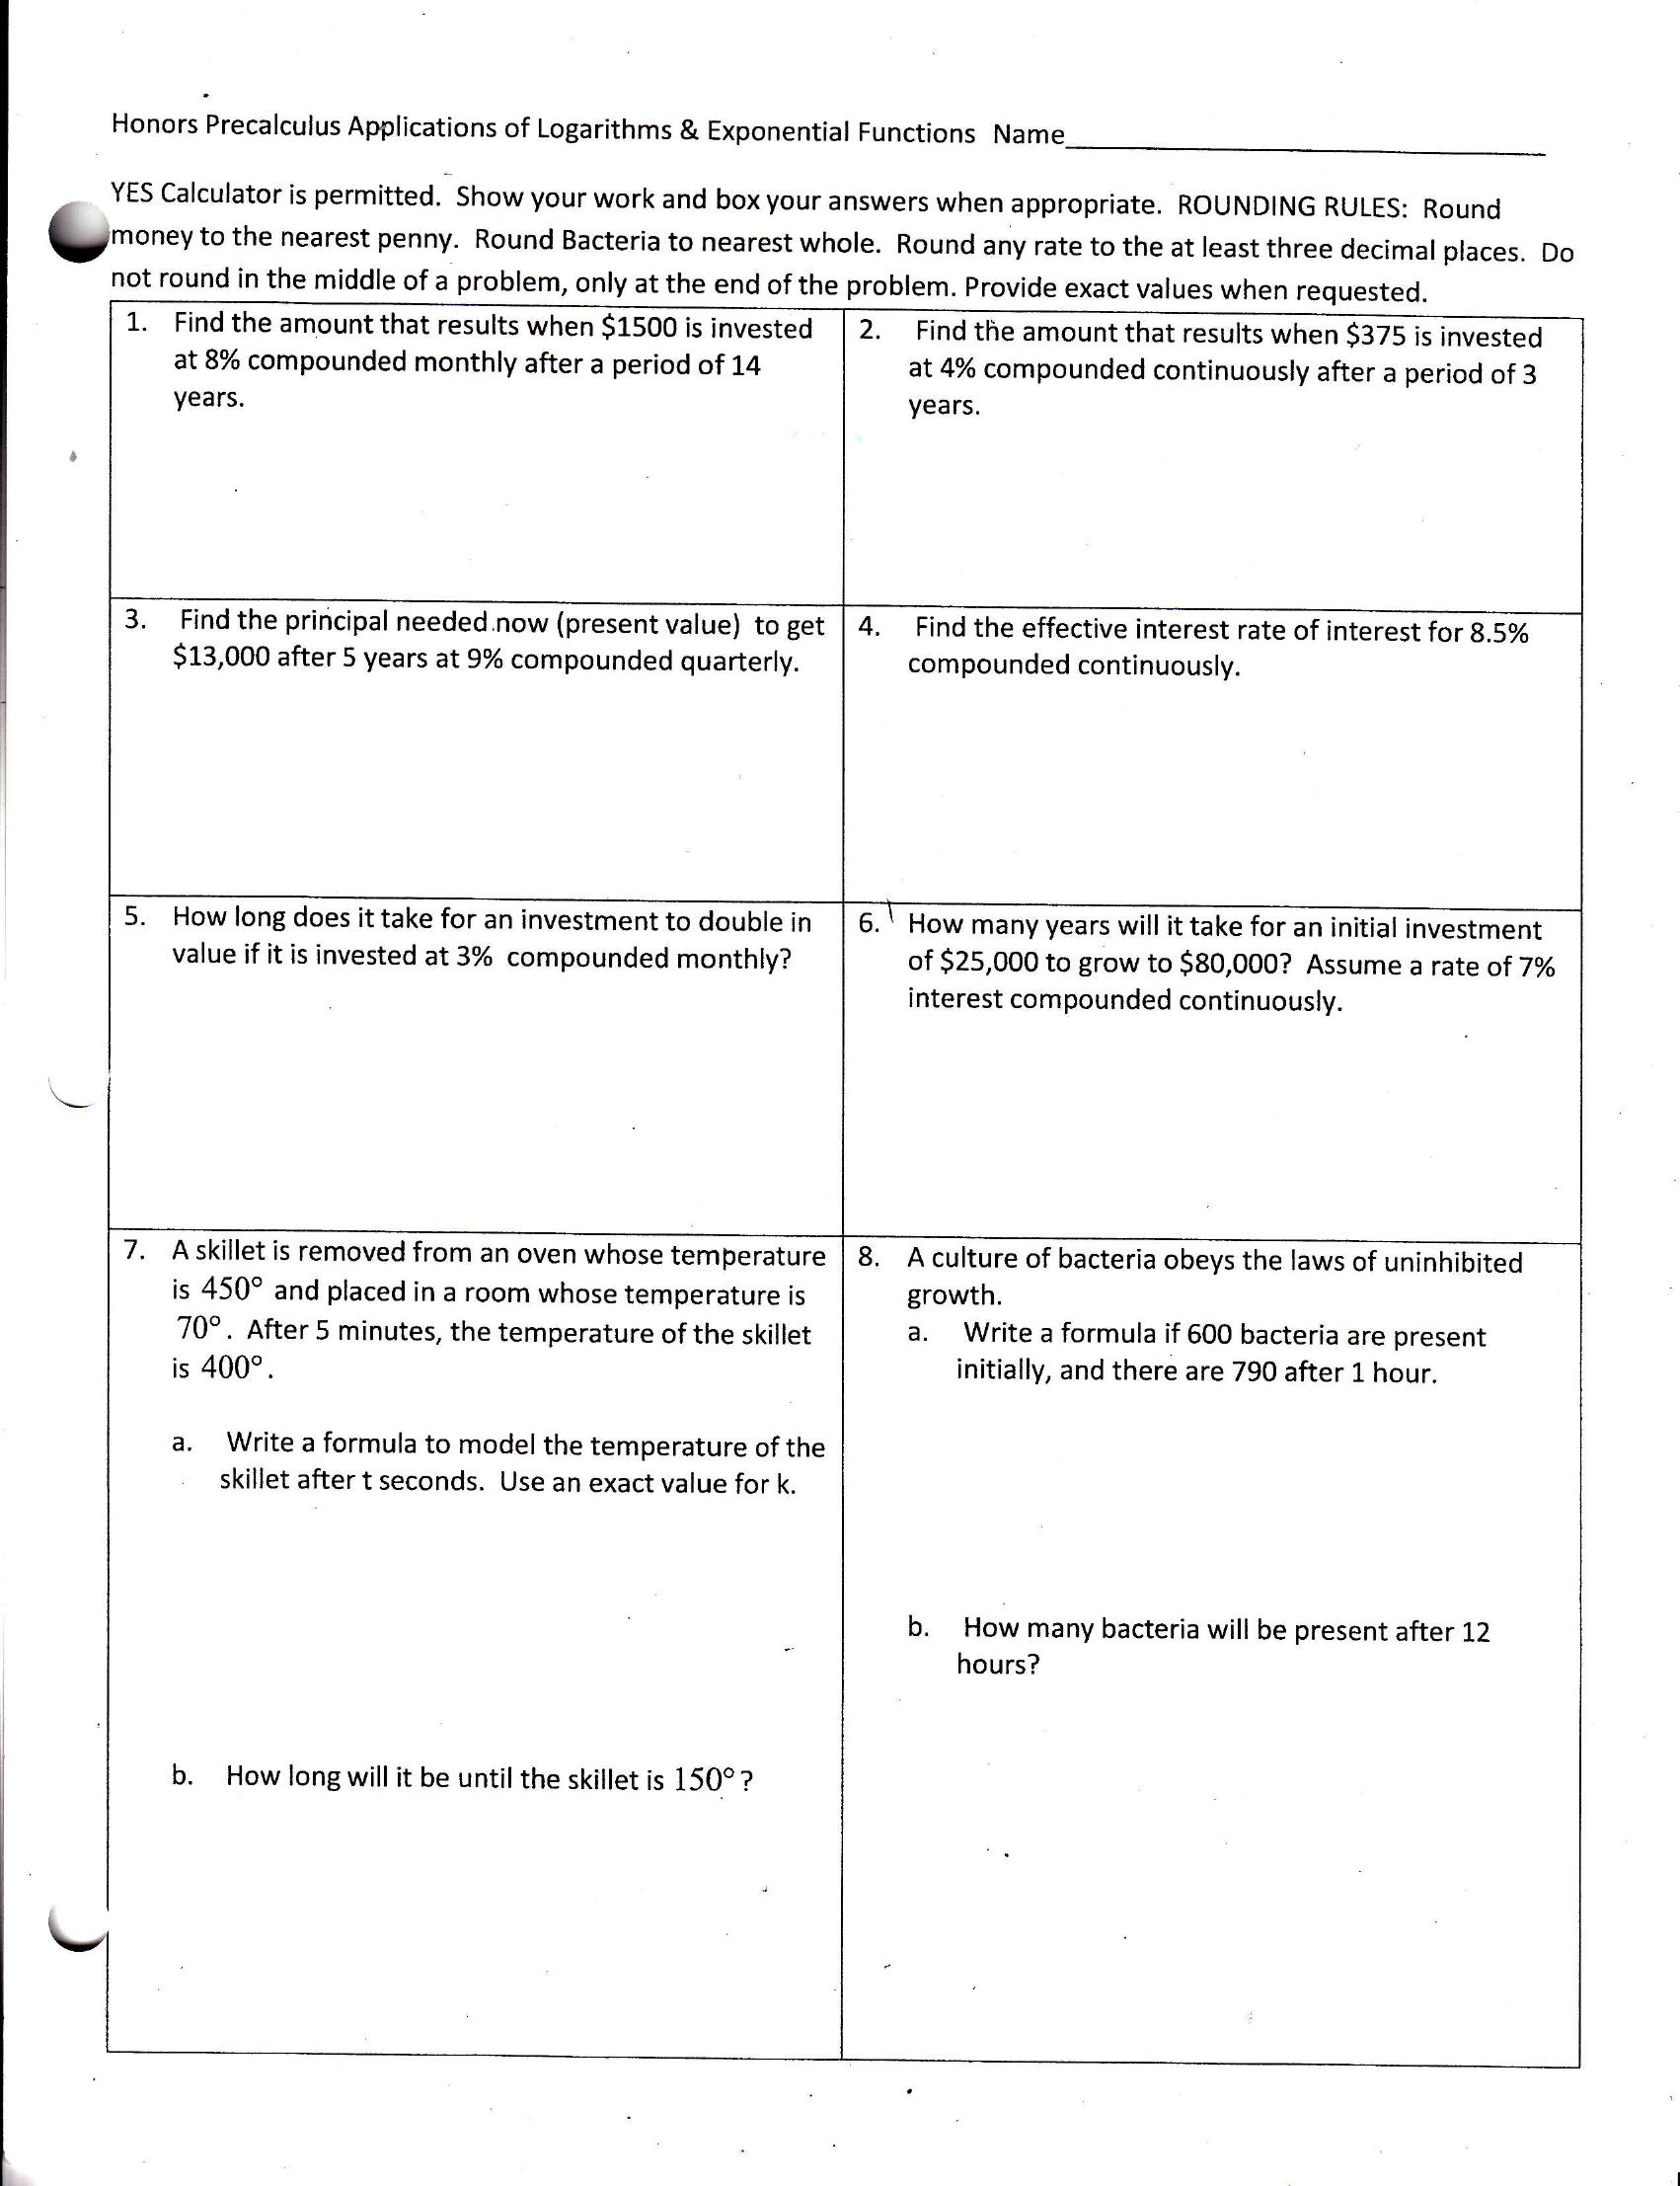 Honors Precalculus Applications of Logarithms & Exponential Functions Name
YES Calculator is permitted. Show your work and box your answers when appropriate. ROUNDING RULES: Round
money to the nearest penny. Round Bacteria to nearest whole. Round any rate to the at least three decimal places. Do
not round in the middle of a problem, only at the end of the problem. Provide exact values when requested.
1. Find the amount that results when $1500 is invested
at 8% compounded monthly after a period of 14
years.
2. Find the amount that results when $375 is invested
at 4% compounded continuously after a period of 3
years.
3. Find the principal needed now (present value) to get
$13,000 after 5 years at 9% compounded quarterly.
4. Find the effective interest rate of interest for 8.5%
compounded continuously.
5. How long does it take for an investment to double in
value if it is invested at 3% compounded monthly?
6. How many years will it take for an initial investment
of $25,000 to grow to $80,000? Assume a rate of 7%
interest compounded continuously.
7. A skillet is removed from an oven whose temperature
is 450° and placed in a room whose temperature is
70°. After 5 minutes, the temperature of the skillet
is 400°.
a. Write a formula to model the temperature of the
skillet after t seconds. Use an exact value for k.
b. How long will it be until the skillet is 150°?
8. A culture of bacteria obeys the laws of uninhibited
growth.
a. Write a formula if 600 bacteria are present
initially, and there are 790 after 1 hour.
b. How many bacteria will be present after 12
hours?